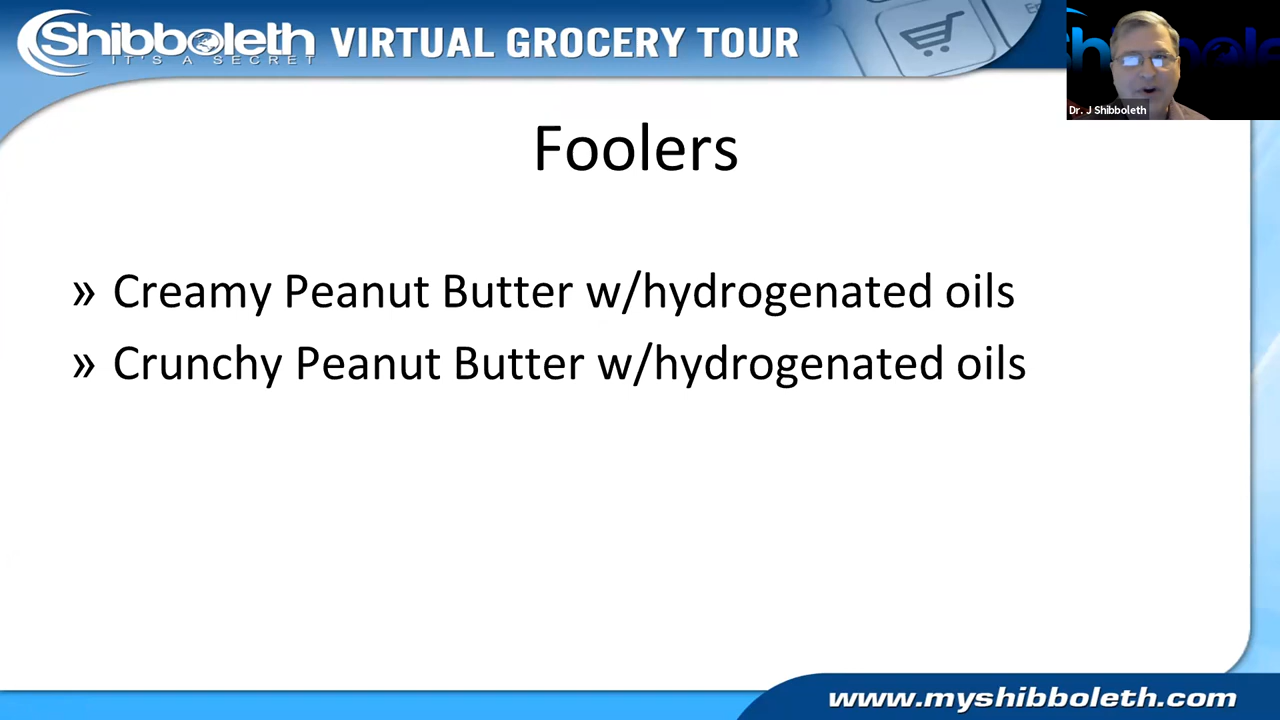 Shibboleth VIRTUAL GROCERY TOUR
IT'S A SECRET
Dr. J Shibboleth
Foolers
» Creamy Peanut Butter w/hydrogenated oils
» Crunchy Peanut Butter w/hydrogenated oils
www.myshibboleth.com